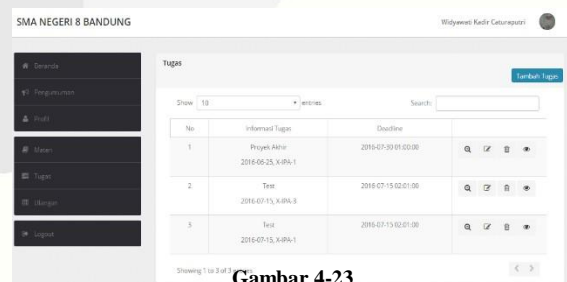 SMA NEGERI 8 BANDUNG
Widyawati Kadir Caturaputri
Beranda
Pengumuman
Profil
Materi
Tugas
Ulangan
Logout
Tugas
Tambah Tugas
Show 10 entries
Search:
No Informasi Tugas Deadline
1 Proyek Akhir 2016-07-30 01:00:00
2016-06-25, X-IPA-1
2 Test 2016-07-15 02:01:00
2016-07-15, X-IPA-3
3 Test 2016-07-15 02:01:00
2016-07-15, X-IPA-1
Showing 1 to 3 of 3 entries
Gambar 4-23